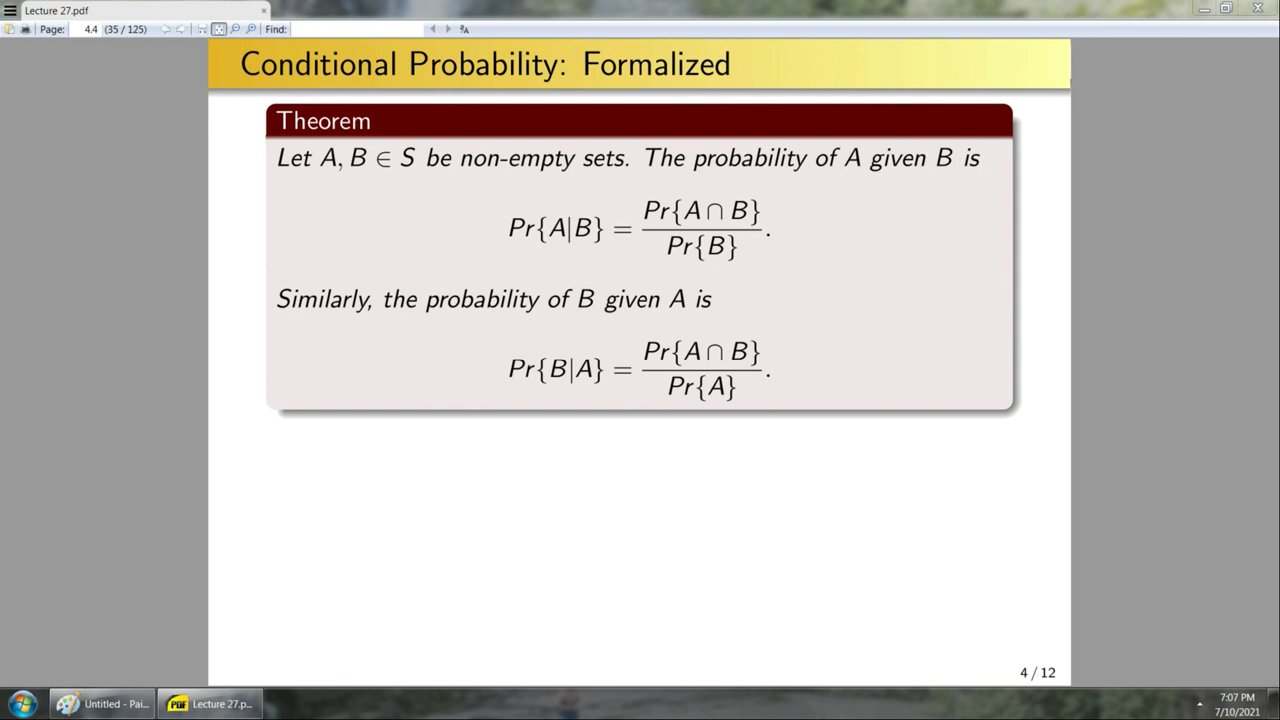 Lecture 27.pdf
Page: 4.4 (35 / 125) Find:
Conditional Probability: Formalized
Theorem
Let A, B ∈ S be non-empty sets. The probability of A given B is
Pr{A|B} = Pr{A ∩ B} / Pr{B}.
Similarly, the probability of B given A is
Pr{B|A} = Pr{A ∩ B} / Pr{A}.
4 / 12
Untitled - Pai... Lecture 27.p...
7:07 PM
7/10/2021